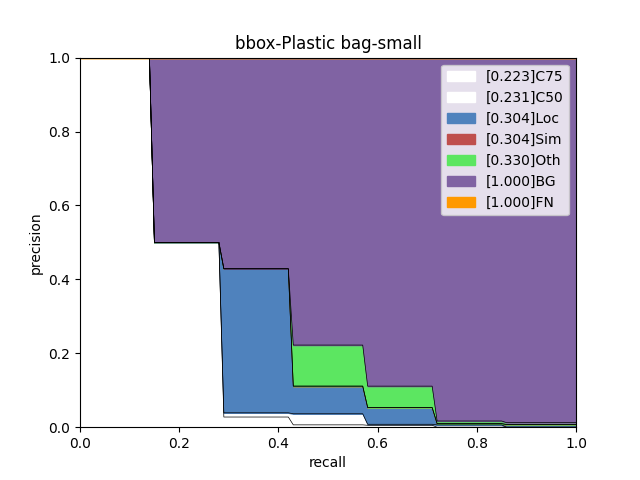 bbox-Plastic bag-small
[0.223]C75
[0.231]C50
[0.304]Loc
[0.304]Sim
[0.330]Oth
[1.000]BG
[1.000]FN
precision
1.0
0.8
0.6
0.4
0.2
0.0
0.0 0.2 0.4 0.6 0.8 1.0
recall